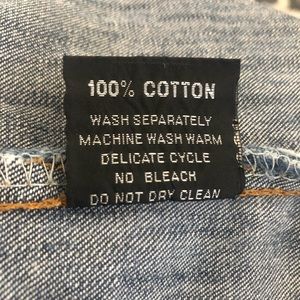 100% COTTON
WASH SEPARATELY
MACHINE WASH WARM
DELICATE CYCLE
NO BLEACH
DO NOT DRY CLEAN